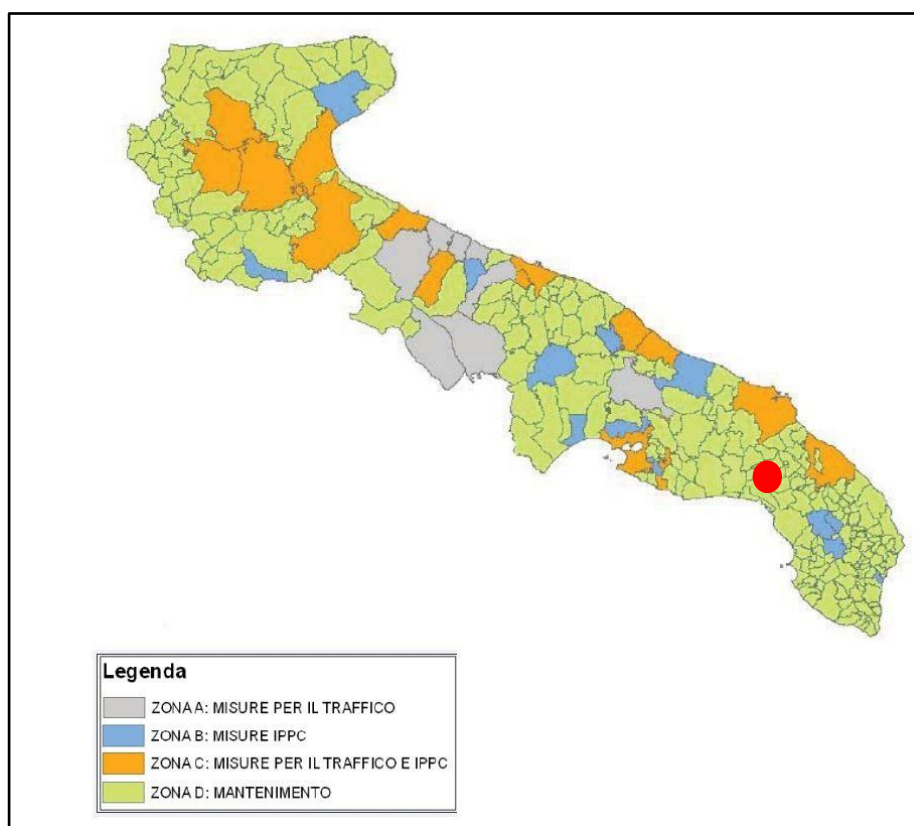 Legenda
ZONA A: MISURE PER IL TRAFFICO
ZONA B: MISURE IPPC
ZONA C: MISURE PER IL TRAFFICO E IPPC
ZONA D: MANTENIMENTO